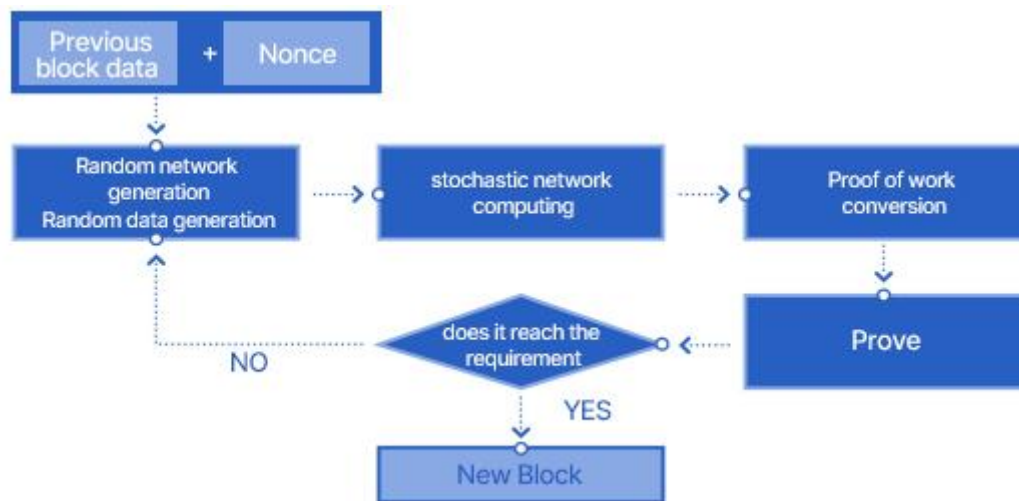 Previous
block data
+
Nonce
Random network
generation
Random data generation
stochastic network
computing
Proof of work
conversion
does it reach the
requirement
Prove
NO
YES
New Block